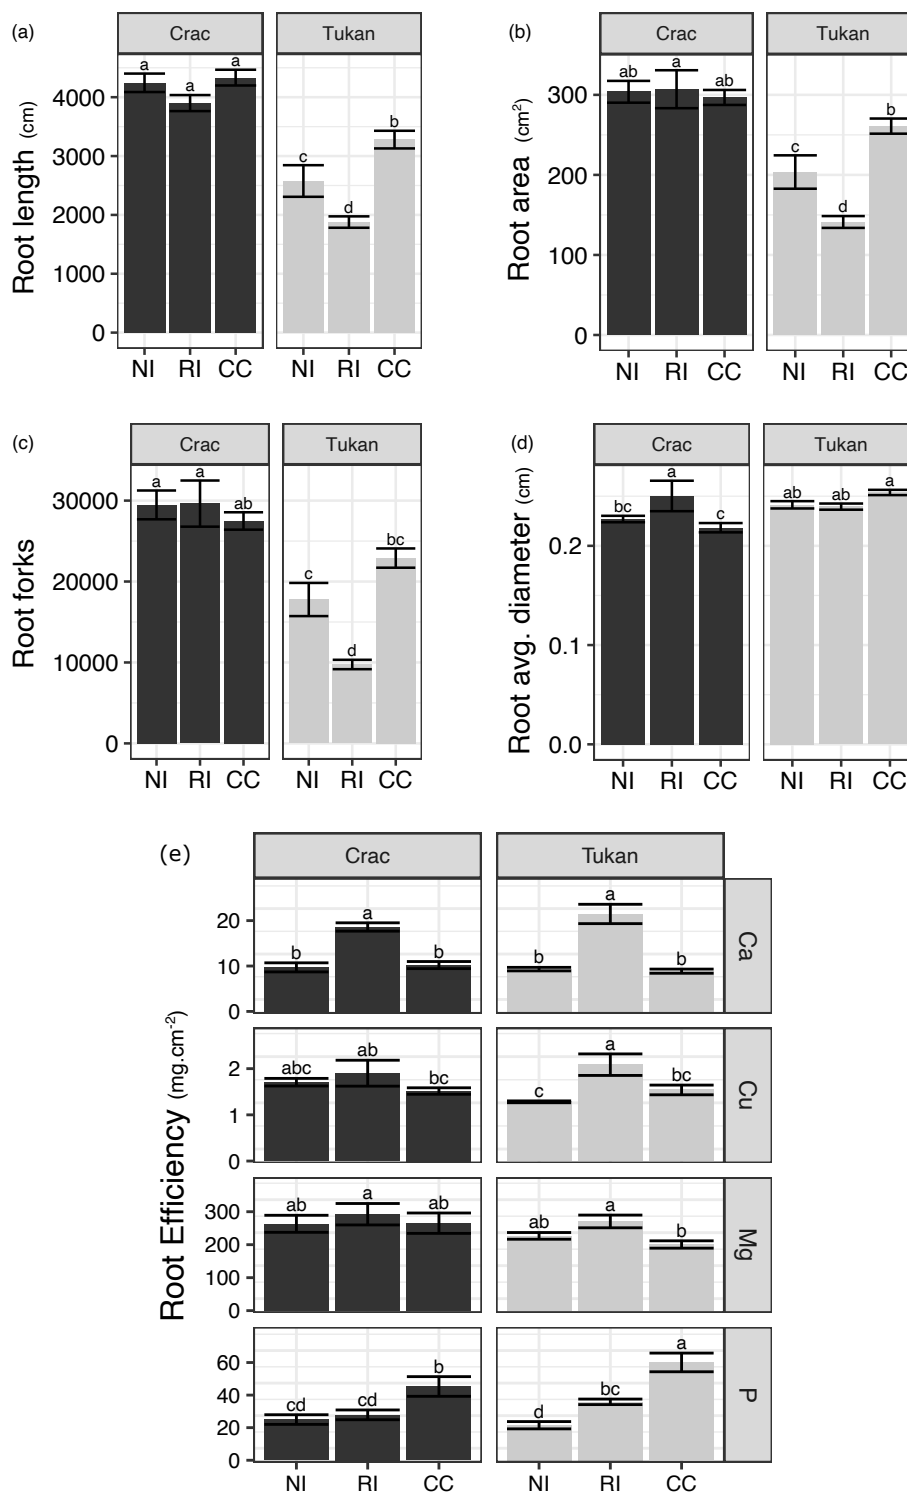 (a)
Crac Tukan
a a a
c d b
Root length (cm)
4000
3000
2000
1000
0
NI RI CC NI RI CC
(b)
Crac Tukan
ab a ab
c d b
Root area (cm²)
300
200
100
0
NI RI CC NI RI CC
(c)
Crac Tukan
a a ab
c d bc
Root forks
30000
20000
10000
0
NI RI CC NI RI CC
(d)
Crac Tukan
bc a c
ab ab a
Root avg. diameter (cm)
0.2
0.1
0.0
NI RI CC NI RI CC
(e)
Crac Tukan
Root Efficiency (mg.cm⁻²)
b a b
b a b
20
10
0
Ca
abc ab bc
c a bc
2
1
0
Cu
ab a ab
ab a b
300
200
100
0
Mg
cd cd b
d bc a
60
40
20
0
P
NI RI CC NI RI CC